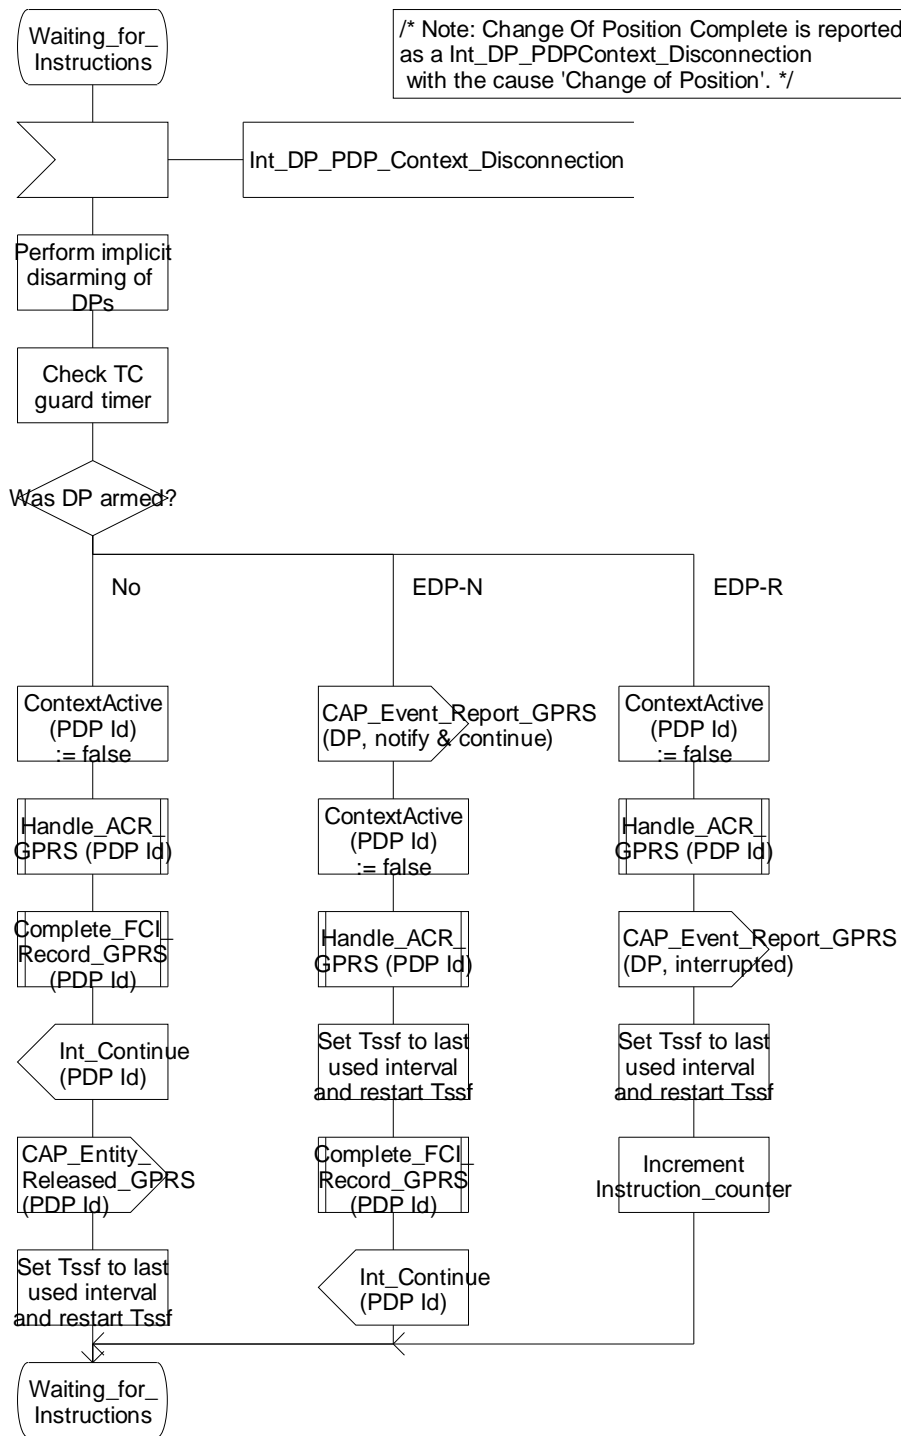 Waiting_for_
Instructions
/* Note: Change Of Position Complete is reported
as a Int_DP_PDPContext_Disconnection
with the cause 'Change of Position'. */
Int_DP_PDP_Context_Disconnection
Perform implicit
disarming of
DPs
Check TC
guard timer
Was DP armed?
No
EDP-N
EDP-R
ContextActive
(PDP Id)
:= false
Handle_ACR_
GPRS (PDP Id)
Complete_FCI_
Record_GPRS
(PDP Id)
Int_Continue
(PDP Id)
CAP_Entity_
Released_GPRS
(PDP Id)
Set Tssf to last
used interval
and restart Tssf
CAP_Event_Report_GPRS
(DP, notify & continue)
ContextActive
(PDP Id)
:= false
Handle_ACR_
GPRS (PDP Id)
Set Tssf to last
used interval
and restart Tssf
Complete_FCI_
Record_GPRS
(PDP Id)
Int_Continue
(PDP Id)
ContextActive
(PDP Id)
:= false
Handle_ACR_
GPRS (PDP Id)
CAP_Event_Report_GPRS
(DP, interrupted)
Set Tssf to last
used interval
and restart Tssf
Increment
Instruction_counter
Waiting_for_
Instructions